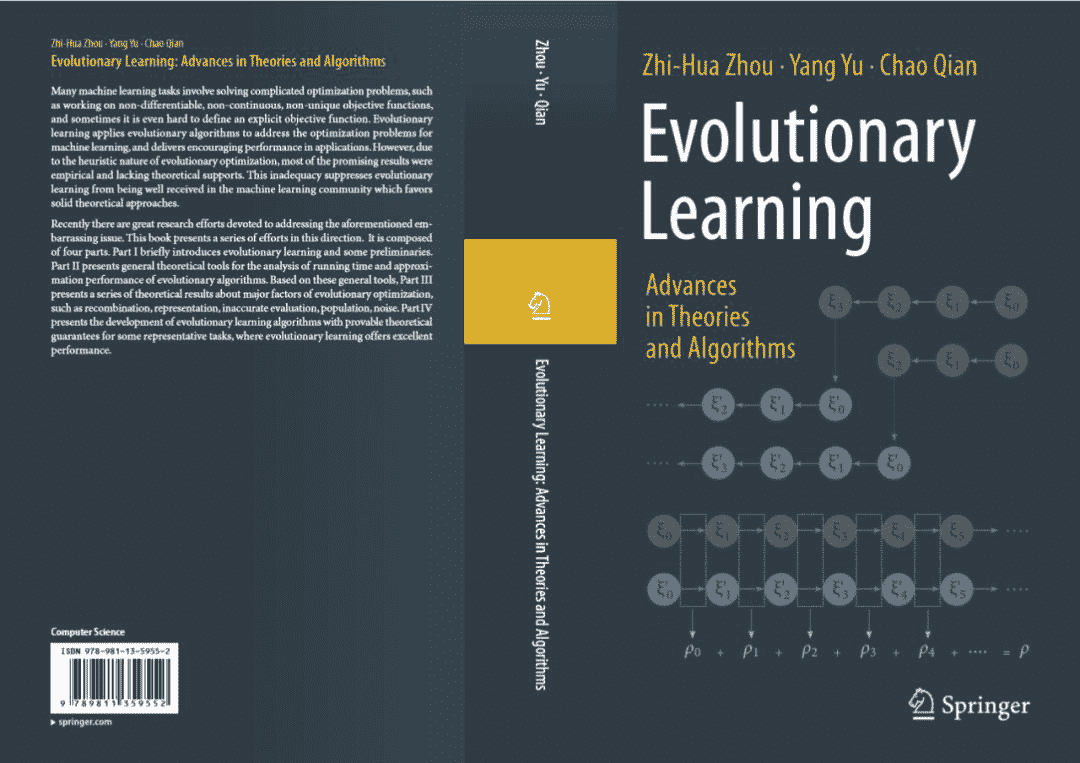 Zhi-Hua Zhou · Yang Yu · Chao Qian
Evolutionary Learning: Advances in Theories and Algorithms
Many machine learning tasks involve solving complicated optimization problems, such
as working on non-differentiable, non-continuous, non-unique objective functions,
and sometimes it is even hard to define an explicit objective function. Evolutionary
learning applies evolutionary algorithms to address the optimization problems for
machine learning, and delivers encouraging performance in applications. However, due
to the heuristic nature of evolutionary optimization, most of the promising results were
empirical and lacking theoretical supports. This inadequacy suppresses evolutionary
learning from being well received in the machine learning community which favors
solid theoretical approaches.
Recently there are great research efforts devoted to addressing the aforementioned em-
barrassing issue. This book presents a series of efforts in this direction. It is composed
of four parts. Part I briefly introduces evolutionary learning and some preliminaries.
Part II presents general theoretical tools for the analysis of running time and approxi-
mation performance of evolutionary algorithms. Based on these general tools, Part III
presents a series of theoretical results about major factors of evolutionary optimization,
such as recombination, representation, inaccurate evaluation, population, noise. Part IV
presents the development of evolutionary learning algorithms with provable theoretical
guarantees for some representative tasks, where evolutionary learning offers excellent
performance.
Computer Science
ISBN 978-981-13-5955-2
9 789811 359552
▸ springer.com
Zhou · Yu · Qian
Evolutionary Learning: Advances in Theories and Algorithms
Zhi-Hua Zhou · Yang Yu · Chao Qian
Evolutionary
Learning
Advances
in Theories
and Algorithms
ξ₃ ξ₂ ξ₁ ξ₀
ξ₂ ξ₁ ξ₀
···· ξ′₂ ξ′₁ ξ′₀
···· ξ′₃ ξ′₂ ξ′₁ ξ′₀
ξ₀ ξ₁ ξ₂ ξ₃ ξ₅ ····
ξ′₀ ξ′₁ ξ′₂ ξ′₃ ξ′₄ ξ′₅ ····
ρ₀ + ρ₁ + ρ₂ + ρ₃ + ρ₄ + ···· = ρ
Springer